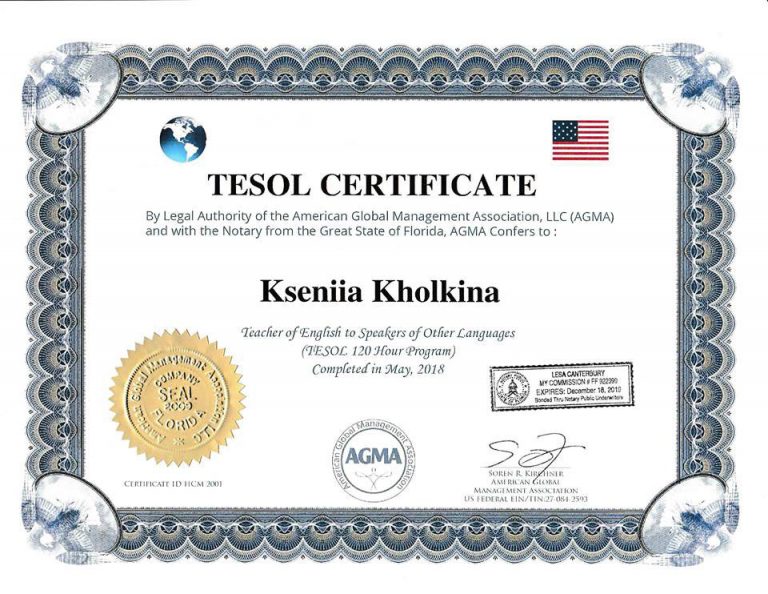 TESOL CERTIFICATE
By Legal Authority of the American Global Management Association, LLC (AGMA)
and with the Notary from the Great State of Florida, AGMA Confers to :
Kseniia Kholkina
Teacher of English to Speakers of Other Languages
(TESOL 120 Hour Program)
Completed in May, 2018
American Global Management Association LLC
COMPANY
SEAL
2009
FLORIDA
LESA CANTERBURY
MY COMMISSION # FF 922990
EXPIRES: December 18, 2019
Bonded Thru Notary Public Underwriters
American Global Management Association
AGMA
SOREN R. KIRCHNER
AMERICAN GLOBAL
MANAGEMENT ASSOCIATION
US FEDERAL EIN/TIN:27-084-2593
CERTIFICATE ID HCM 2001